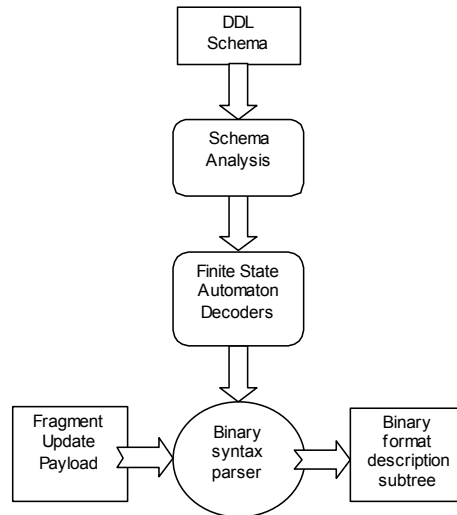 DDL
Schema
Schema
Analysis
Finite State
Automaton
Decoders
Fragment
Update
Payload
Binary
syntax
parser
Binary
format
description
subtree